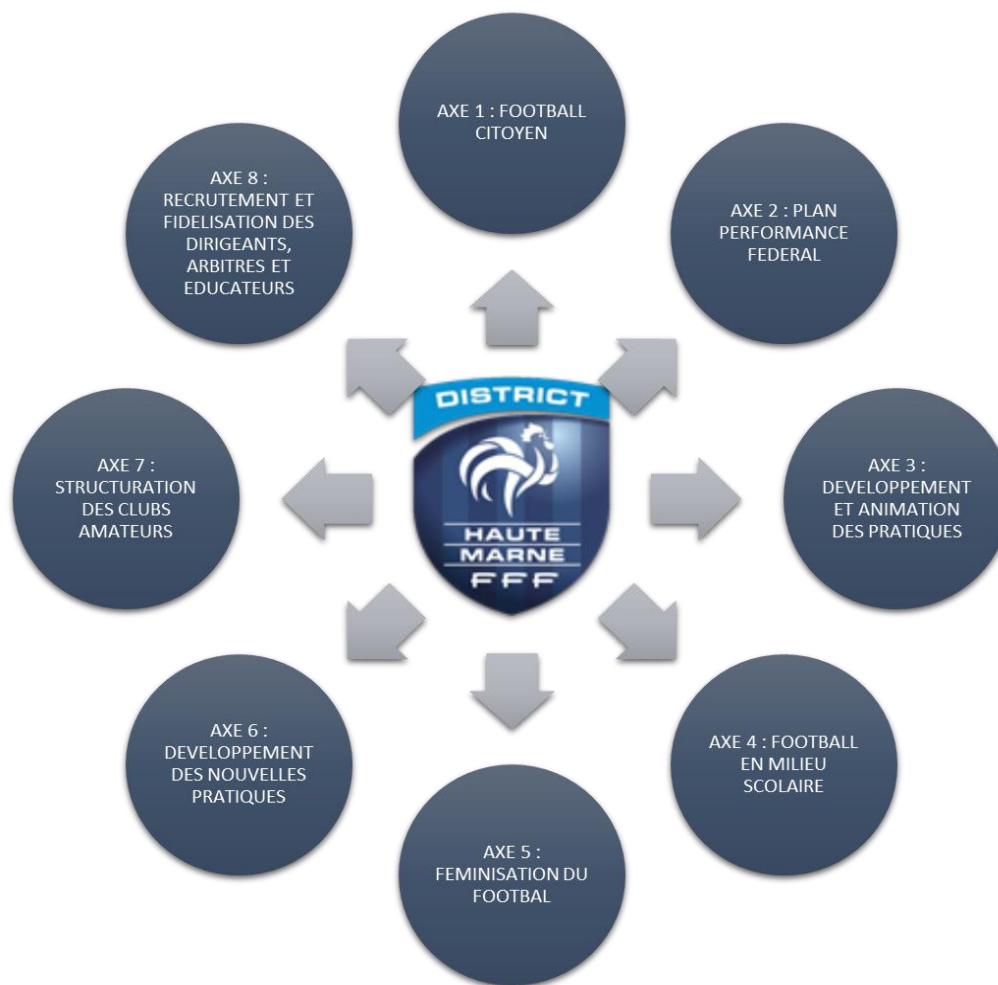 AXE 1 : FOOTBALL
CITOYEN
AXE 2 : PLAN
PERFORMANCE
FEDERAL
AXE 3 :
DEVELOPPEMENT
ET ANIMATION
DES PRATIQUES
AXE 4 : FOOTBALL
EN MILIEU
SCOLAIRE
AXE 5 :
FEMINISATION DU
FOOTBAL
AXE 6 :
DEVELOPPEMENT
DES NOUVELLES
PRATIQUES
AXE 7 :
STRUCTURATION
DES CLUBS
AMATEURS
AXE 8 :
RECRUTEMENT ET
FIDELISATION DES
DIRIGEANTS,
ARBITRES ET
EDUCATEURS
DISTRICT
HAUTE
MARNE
FFF